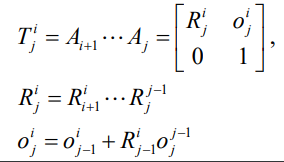 T^i_j = A_{i+1} ⋯ A_j = [ R^i_j  o^i_j ; 0  1 ],
R^i_j = R^i_{i+1} ⋯ R^{j-1}_j
o^i_j = o^i_{j-1} + R^i_{j-1} o^{j-1}_j